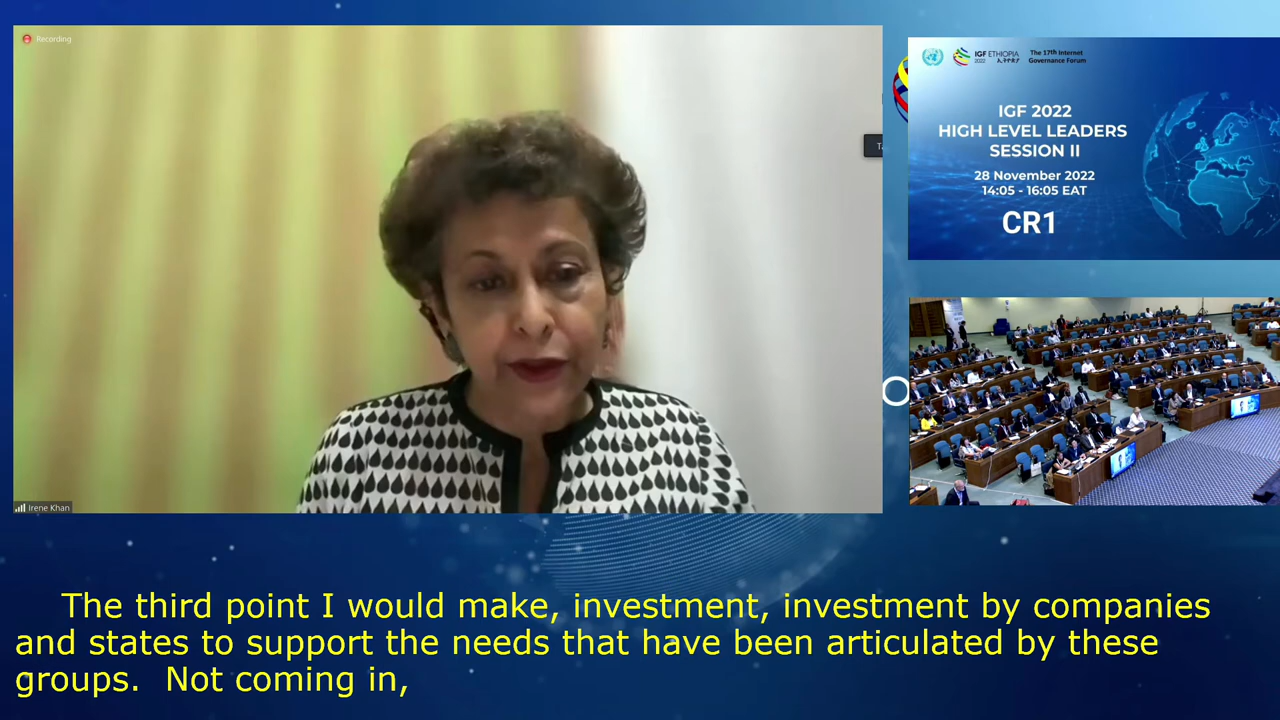 Recording
IGF ETHIOPIA
2022 ኢትዮጵያ
The 17th Internet
Governance Forum
IGF 2022
HIGH LEVEL LEADERS
SESSION II
28 November 2022
14:05 - 16:05 EAT
CR1
Irene Khan
The third point I would make, investment, investment by companies
and states to support the needs that have been articulated by these
groups.  Not coming in,